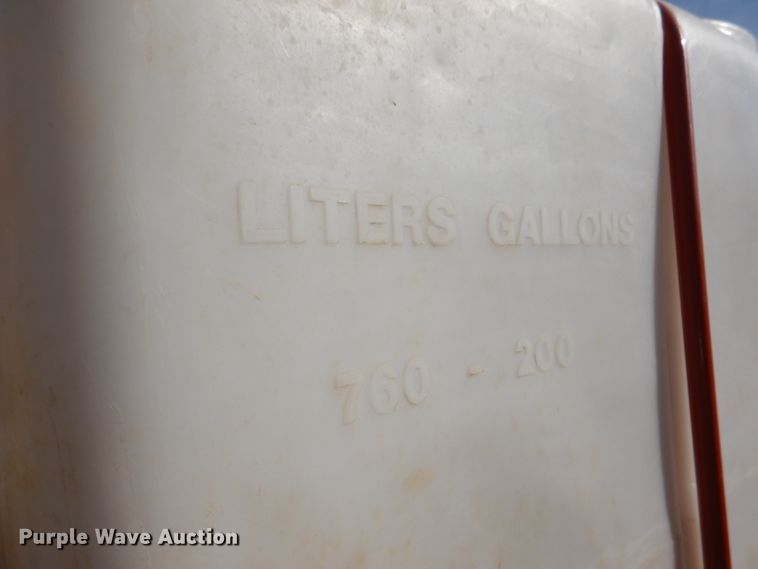 LITERS GALLONS
760 - 200
Purple Wave Auction